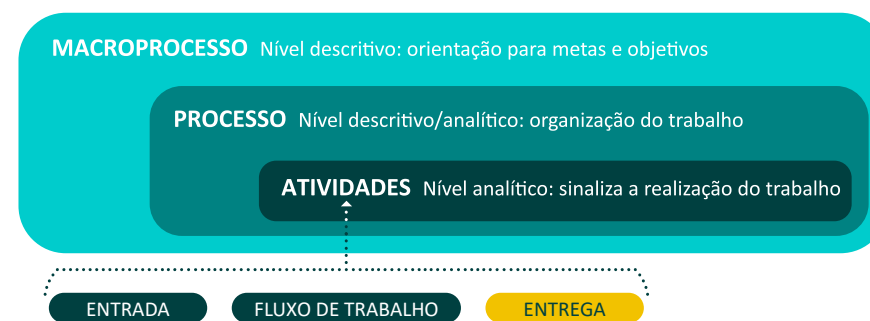 MACROPROCESSO Nível descritivo: orientação para metas e objetivos
PROCESSO Nível descritivo/analítico: organização do trabalho
ATIVIDADES Nível analítico: sinaliza a realização do trabalho
ENTRADA
FLUXO DE TRABALHO
ENTREGA